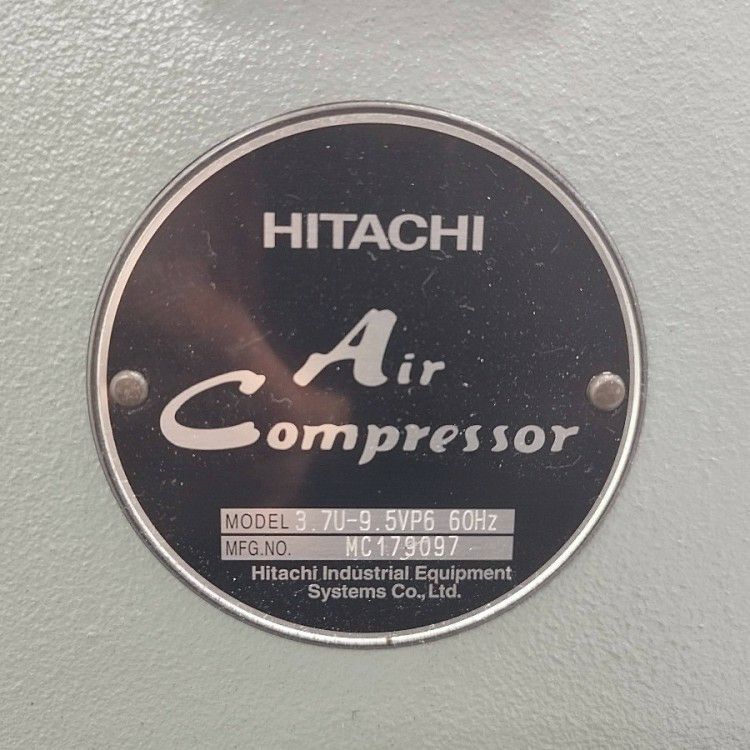 HITACHI
Air
Compressor
MODEL 3.7U-9.5VP6 60Hz
MFG.NO. MC179097
Hitachi Industrial Equipment
Systems Co.,Ltd.